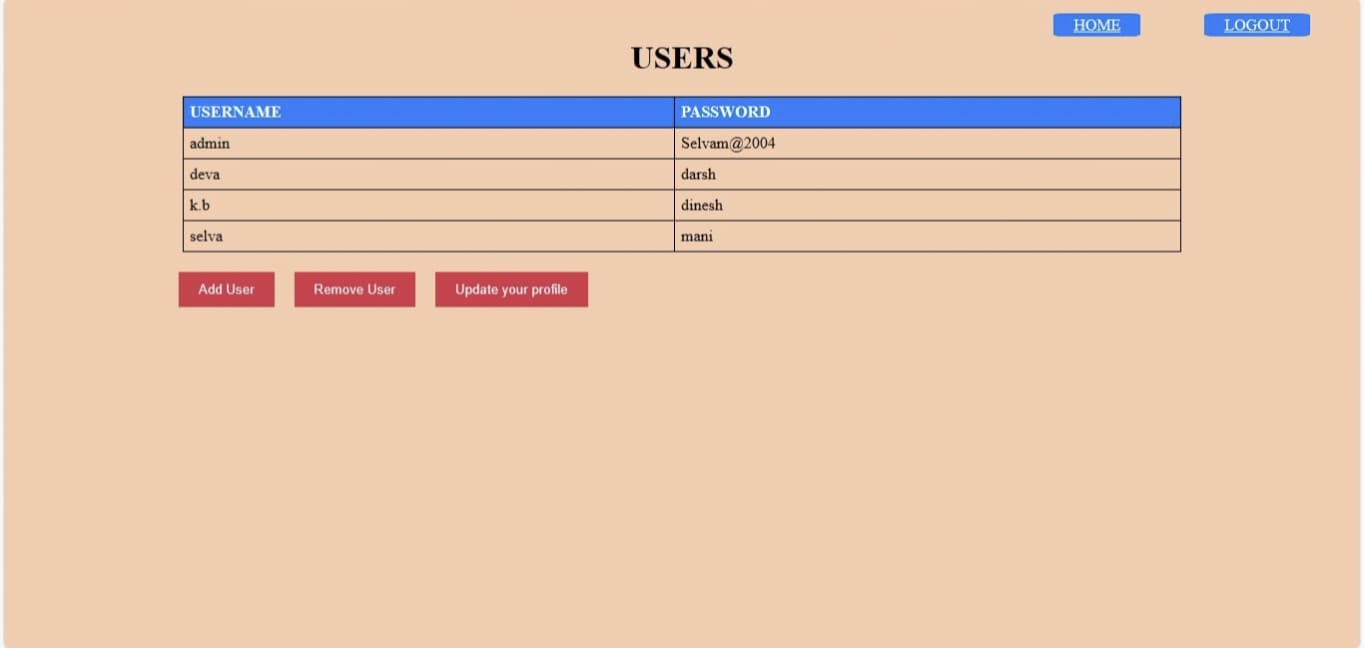 HOME LOGOUT
USERS
USERNAME PASSWORD
admin Selvam@2004
deva darsh
k.b dinesh
selva mani
Add User Remove User Update your profile